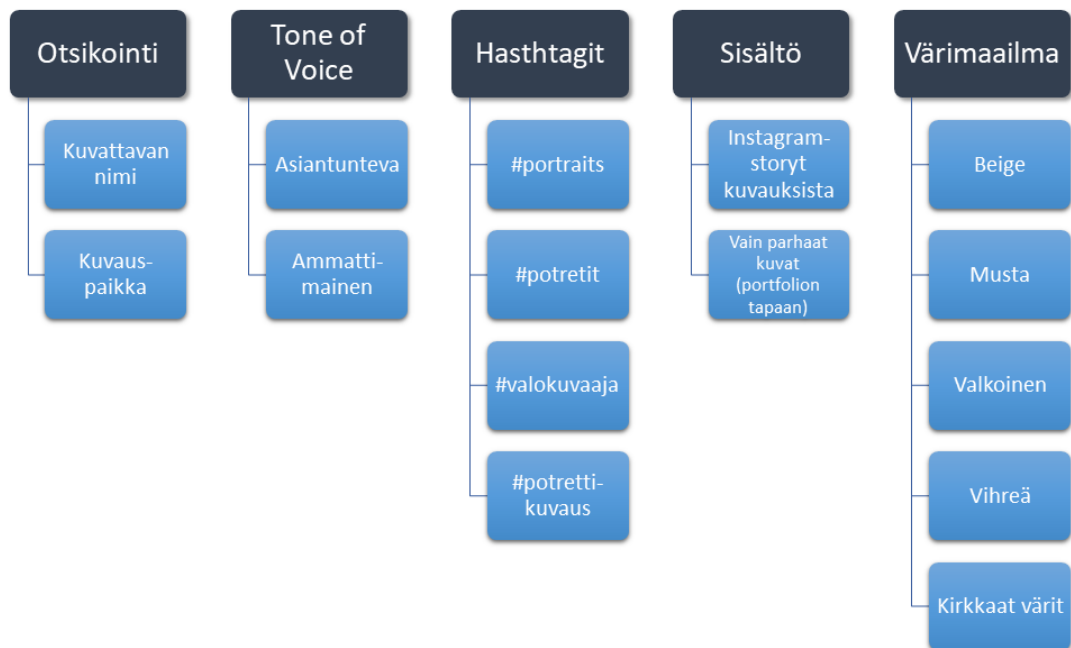 Otsikointi
Kuvattavan
nimi
Kuvaus-
paikka
Tone of
Voice
Asiantunteva
Ammatti-
mainen
Hasthtagit
#portraits
#potretit
#valokuvaaja
#potretti-
kuvaus
Sisältö
Instagram-
storyt
kuvauksista
Vain parhaat
kuvat
(portfolion
tapaan)
Värimaailma
Beige
Musta
Valkoinen
Vihreä
Kirkkaat värit